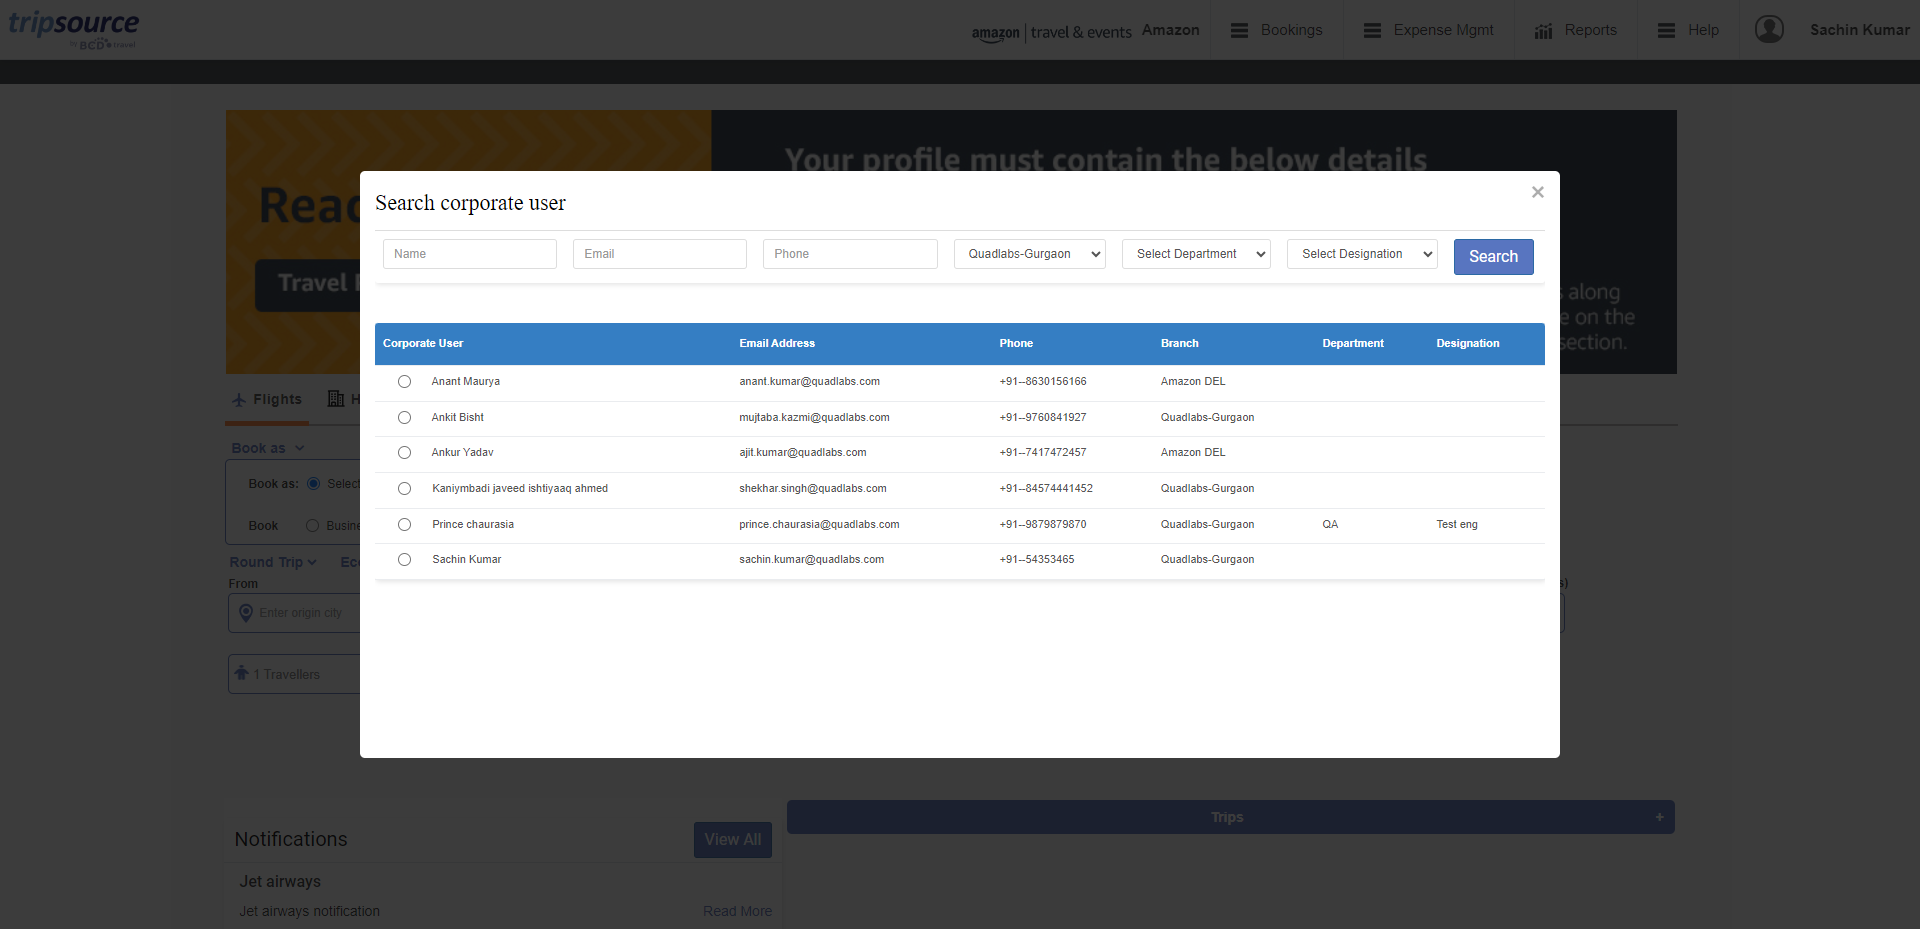 tripsource
by BCD travel
amazon | travel & events Amazon
Bookings
Expense Mgmt
Reports
Help
Sachin Kumar
Your profile must contain the below details
Travel
along
on the
section.
Search corporate user
×
Name
Email
Phone
Quadlabs-Gurgaon
Select Department
Select Designation
Search
Corporate User Email Address Phone Branch Department Designation
Anant Maurya anant.kumar@quadlabs.com +91--8630156166 Amazon DEL
Ankit Bisht mujtaba.kazmi@quadlabs.com +91--9760841927 Quadlabs-Gurgaon
Ankur Yadav ajit.kumar@quadlabs.com +91--7417472457 Amazon DEL
Kaniymbadi javeed ishtiyaaq ahmed shekhar.singh@quadlabs.com +91--84574441452 Quadlabs-Gurgaon
Prince chaurasia prince.chaurasia@quadlabs.com +91--9879879870 Quadlabs-Gurgaon QA Test eng
Sachin Kumar sachin.kumar@quadlabs.com +91--54353465 Quadlabs-Gurgaon
Flights
Book as
Book as: Select
Book
Round Trip
From
Enter origin city
1 Travellers
Notifications
View All
Trips +
Jet airways
Jet airways notification
Read More